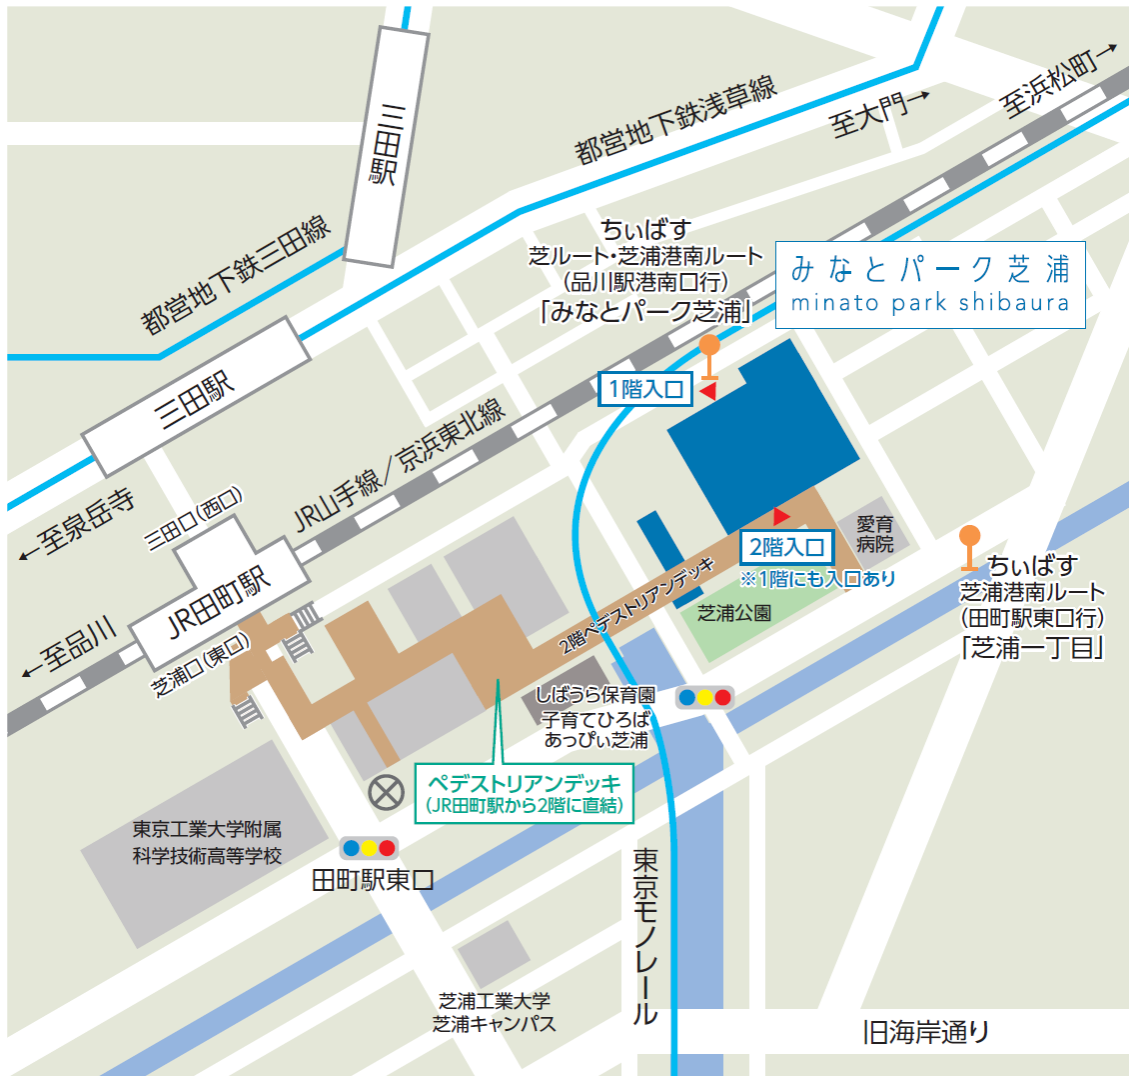 三田駅
都営地下鉄浅草線
至大門→
至浜松町→
都営地下鉄三田線
ちぃばす
芝ルート・芝浦港南ルート
(品川駅港南口行)
「みなとパーク芝浦」
みなとパーク芝浦
minato park shibaura
1階入口
三田駅
JR山手線/京浜東北線
←至泉岳寺
三田口(西口)
JR田町駅
芝浦口(東口)
←至品川
2階入口
※1階にも入口あり
愛育
病院
2階ペデストリアンデッキ
芝浦公園
ちぃばす
芝浦港南ルート
(田町駅東口行)
「芝浦一丁目」
しばうら保育園
子育てひろば
あっぴぃ芝浦
ペデストリアンデッキ
(JR田町駅から2階に直結)
東京工業大学附属
科学技術高等学校
田町駅東口
東京モノレール
芝浦工業大学
芝浦キャンパス
旧海岸通り